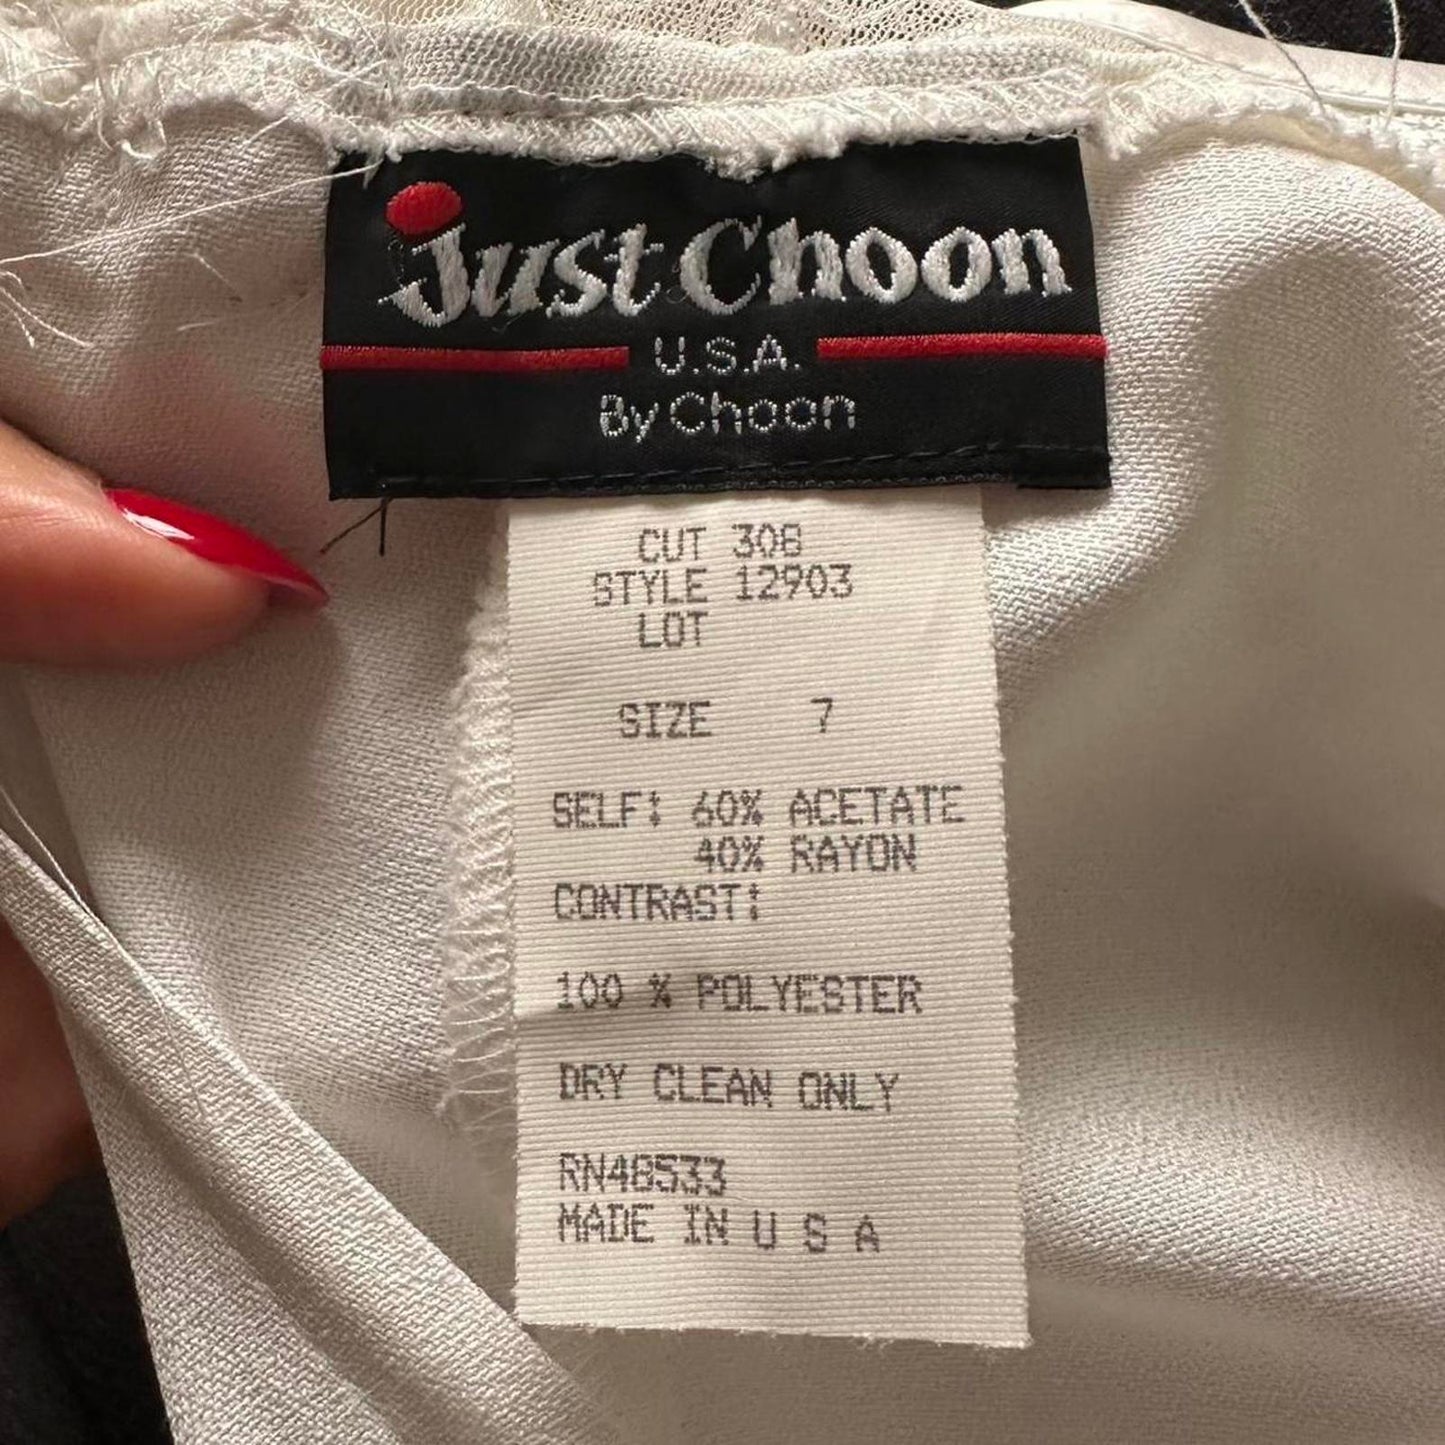 Just Choon
U.S.A.
By Choon
CUT 308
STYLE 12903
LOT
SIZE 7
SELF: 60% ACETATE
40% RAYON
CONTRAST:
100 % POLYESTER
DRY CLEAN ONLY
RN48533
MADE IN U S A